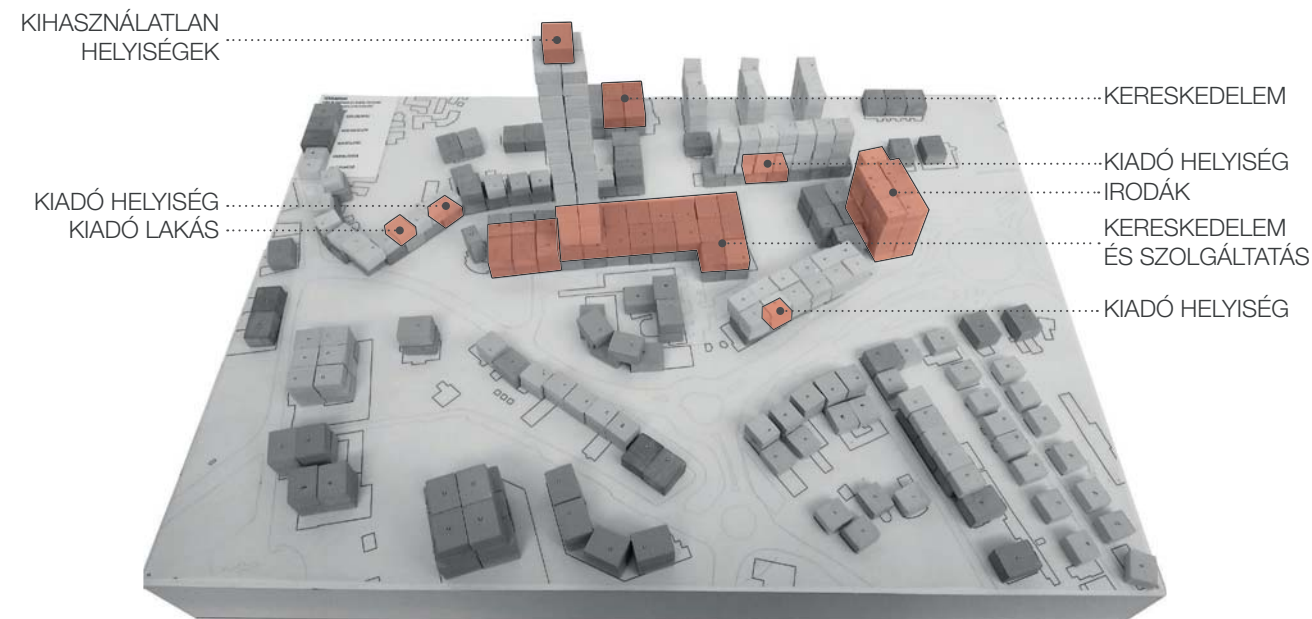 KIHASZNÁLATLAN
HELYISÉGEK
KERESKEDELEM
KIADÓ HELYISÉG
IRODÁK
KIADÓ HELYISÉG
KIADÓ LAKÁS
KERESKEDELEM
ÉS SZOLGÁLTATÁS
KIADÓ HELYISÉG